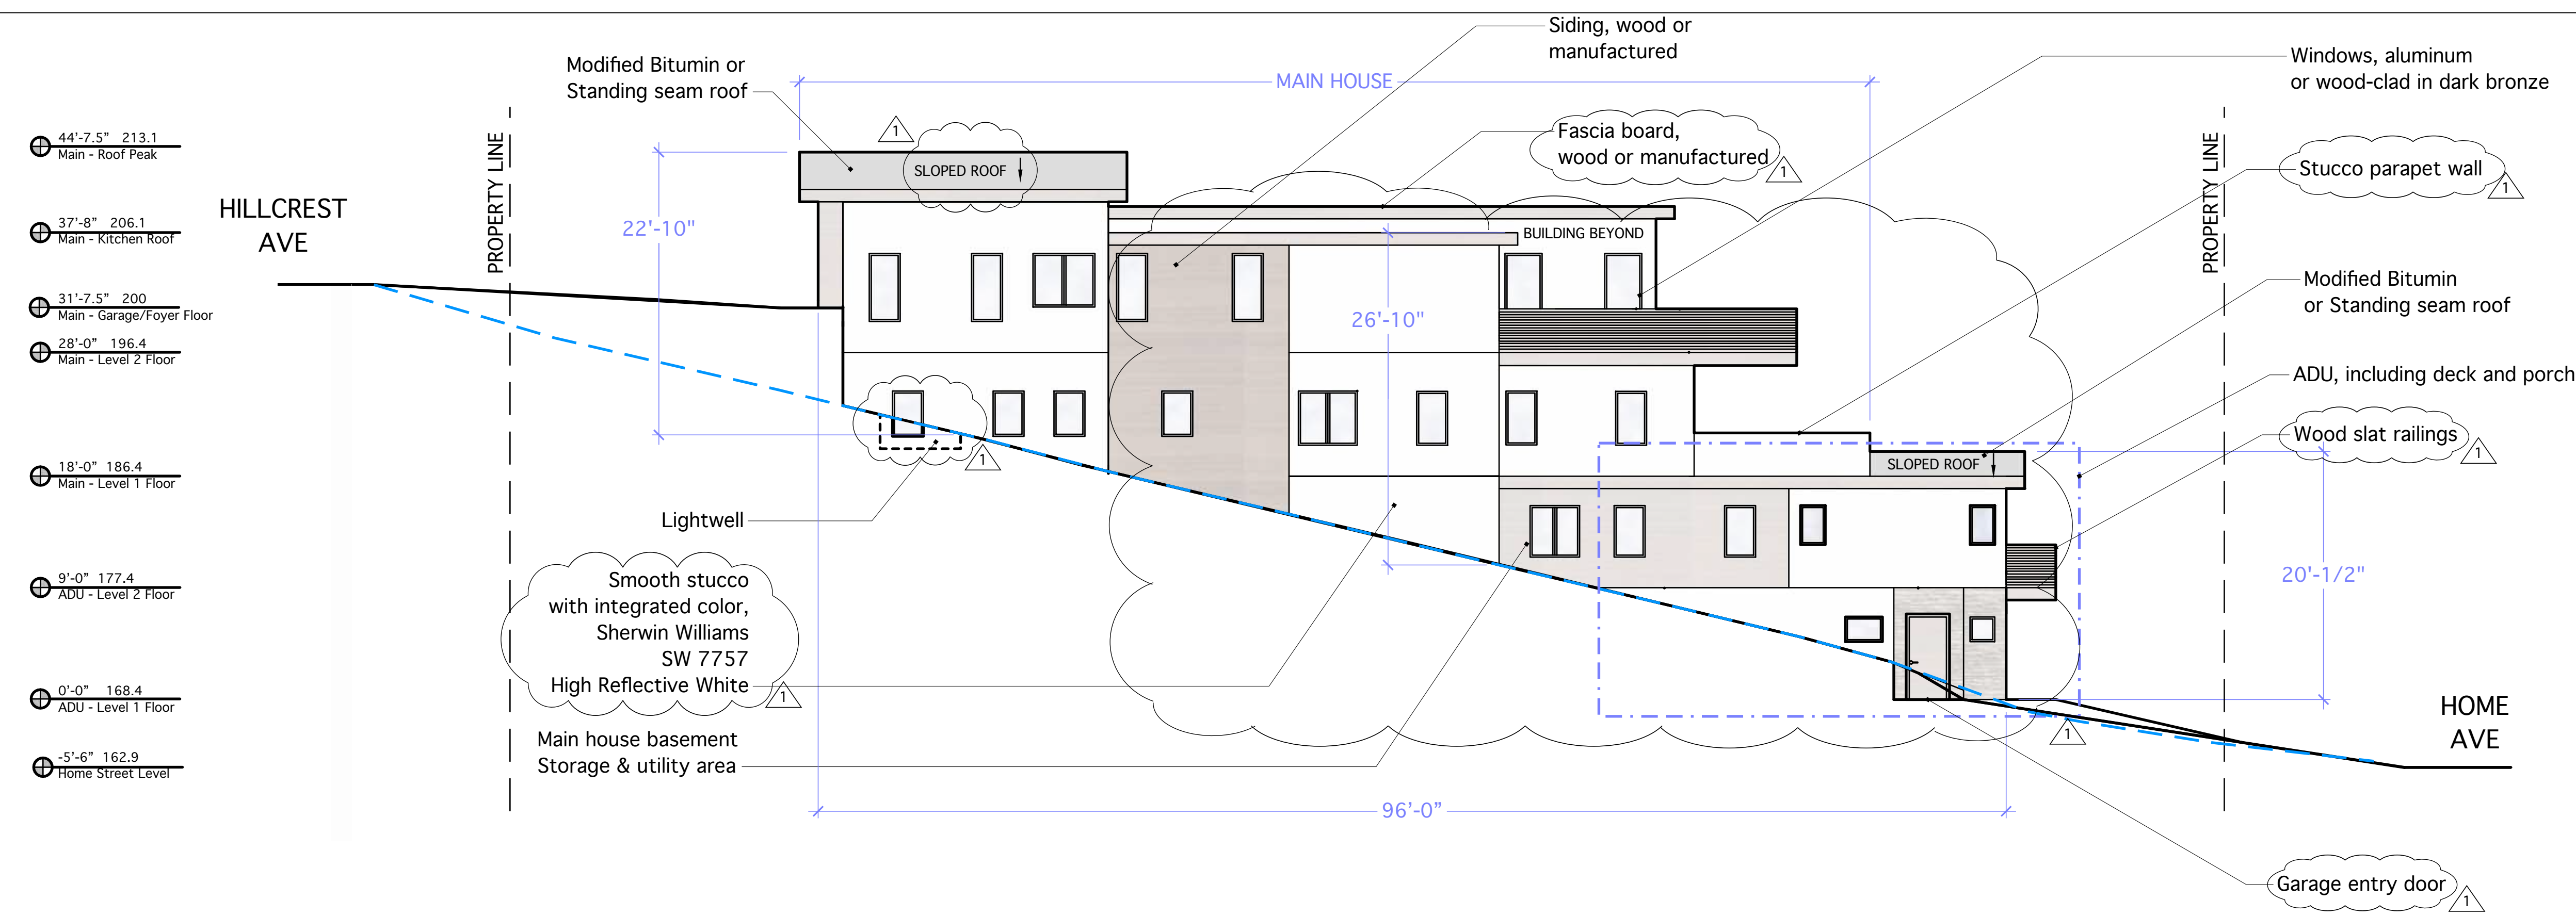 Siding, wood or
manufactured
Modified Bitumin or
Standing seam roof
MAIN HOUSE
Windows, aluminum
or wood-clad in dark bronze
44'-7.5" 213.1
Main - Roof Peak
PROPERTY LINE
1
SLOPED ROOF
Fascia board,
wood or manufactured
1
PROPERTY LINE
Stucco parapet wall
1
HILLCREST
AVE
37'-8" 206.1
Main - Kitchen Roof
22'-10"
BUILDING BEYOND
Modified Bitumin
or Standing seam roof
31'-7.5" 200
Main - Garage/Foyer Floor
26'-10"
28'-0" 196.4
Main - Level 2 Floor
ADU, including deck and porch
Wood slat railings
1
1
SLOPED ROOF
18'-0" 186.4
Main - Level 1 Floor
Lightwell
9'-0" 177.4
ADU - Level 2 Floor
20'-1/2"
Smooth stucco
with integrated color,
Sherwin Williams
SW 7757
High Reflective White
1
0'-0" 168.4
ADU - Level 1 Floor
HOME
AVE
1
Main house basement
Storage & utility area
-5'-6" 162.9
Home Street Level
96'-0"
Garage entry door
1